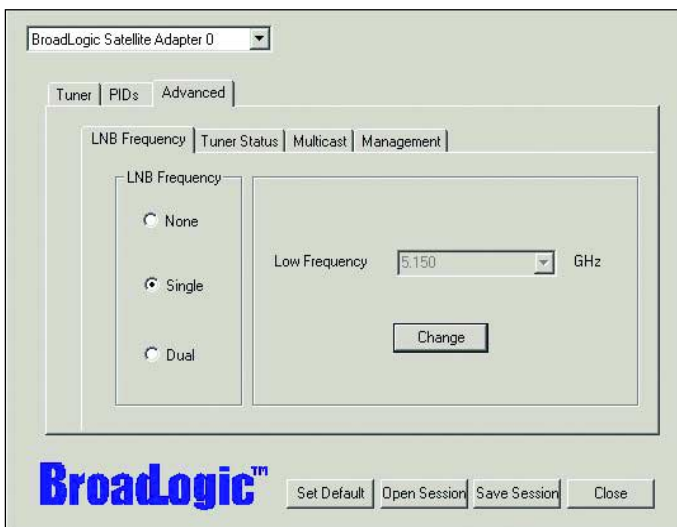 BroadLogic Satellite Adapter 0
Tuner PIDs Advanced
LNB Frequency Tuner Status Multicast Management
LNB Frequency
None
Single
Dual
Low Frequency 5.150 GHz
Change
BroadLogic™
Set Default Open Session Save Session Close